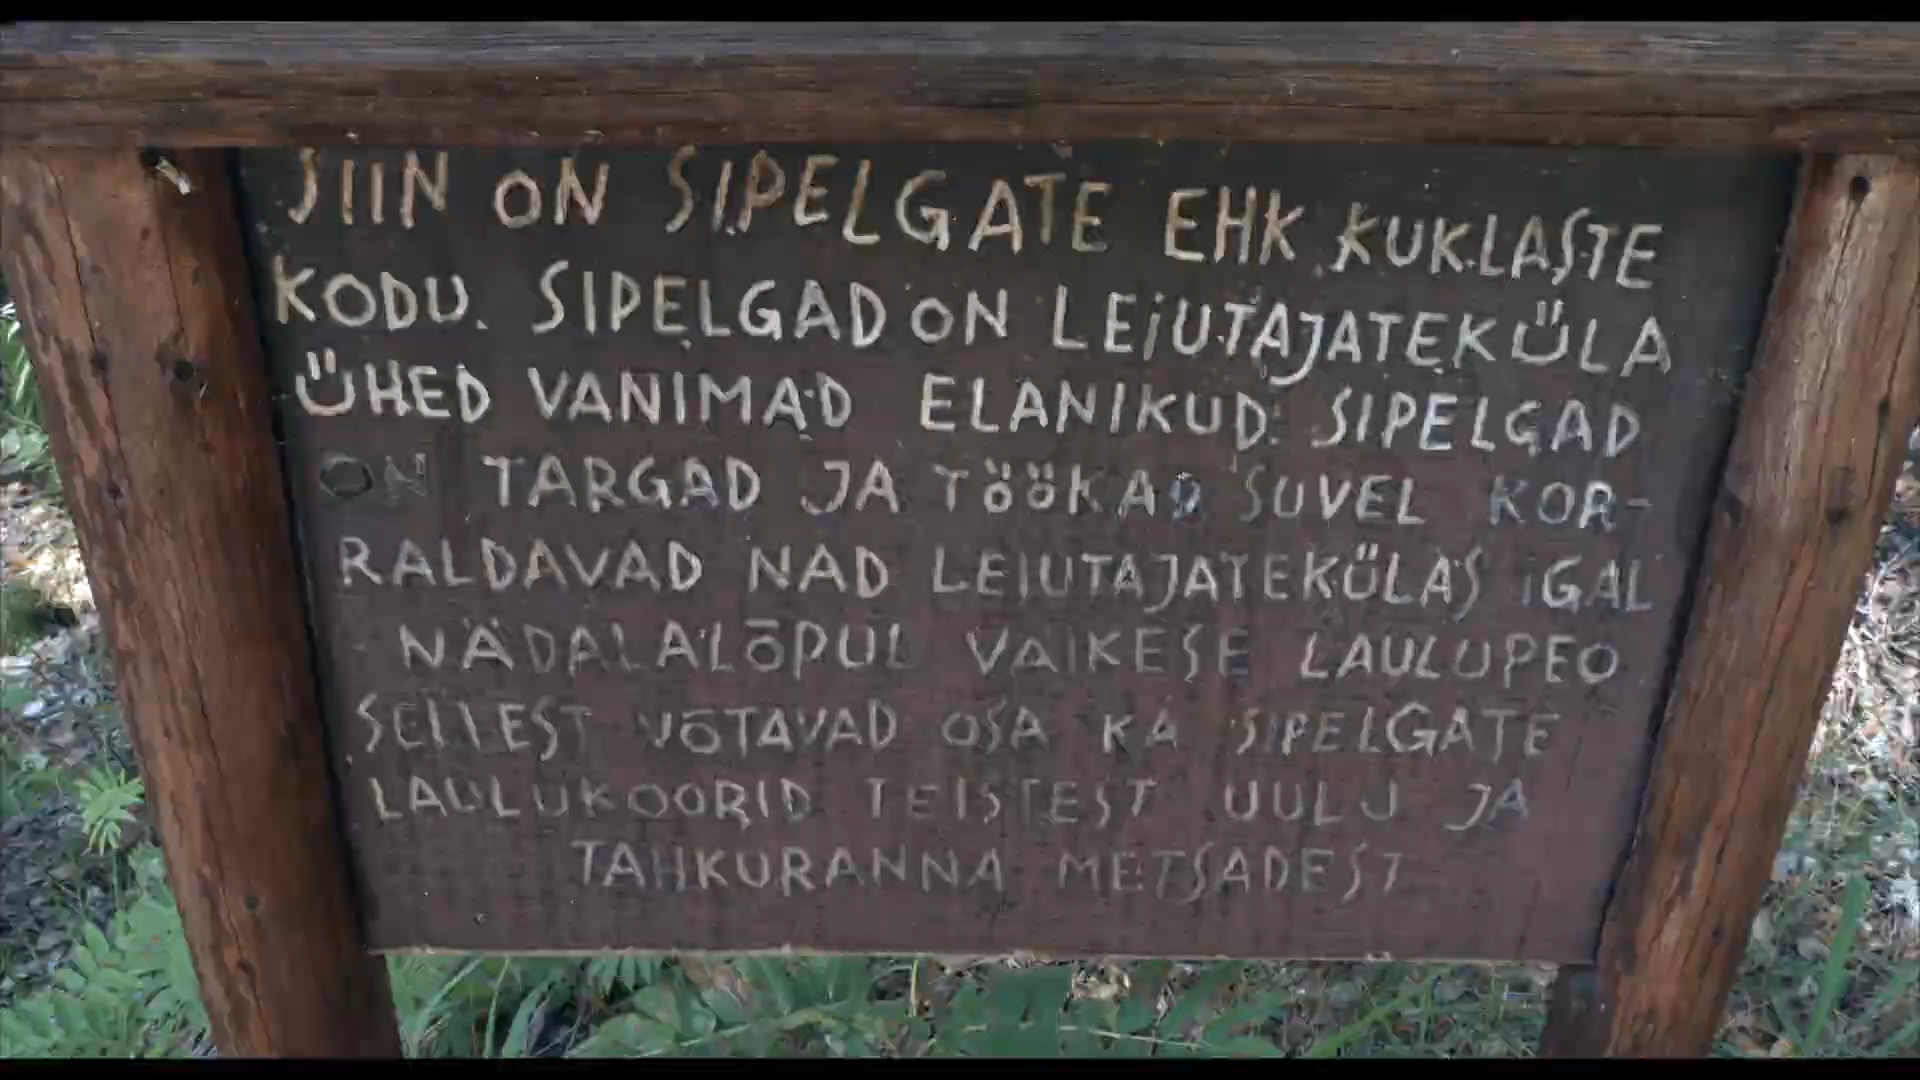 SIIN ON SIPELGATE EHK KUKLASTE
KODU. SIPELGAD ON LEIUTAJATEKÜLA
ÜHED VANIMAD ELANIKUD. SIPELGAD
ON TARGAD JA TÖÖKAD SUVEL KOR-
RALDAVAD NAD LEIUTAJATEKÜLAS IGAL
NÄDALALÕPUL VAIKESE LAULUPEO
SELLEST VÕTAVAD OSA KA SIPELGATE
LAULUKOORID TEISTEST UULU JA
TAHKURANNA METSADEST